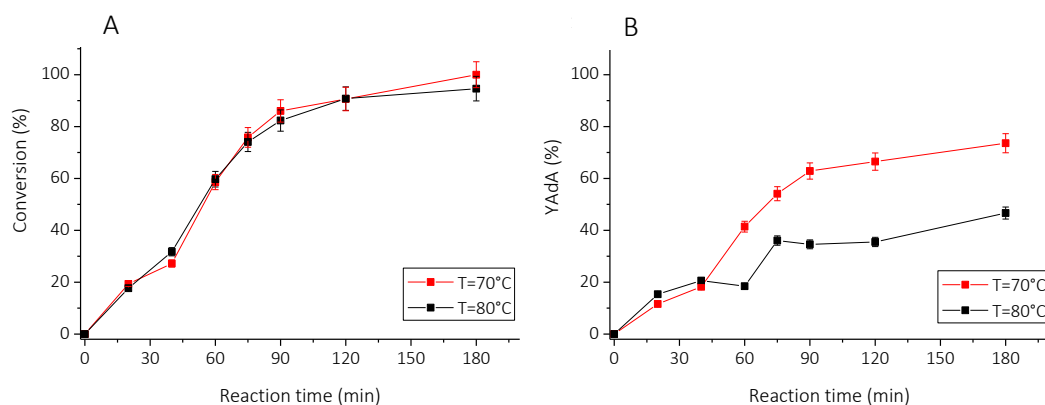 A
Conversion (%)
100
80
60
40
20
0
0 30 60 90 120 150 180
Reaction time (min)
T=70°C
T=80°C
B
YAdA (%)
100
80
60
40
20
0
0 30 60 90 120 150 180
Reaction time (min)
T=70°C
T=80°C